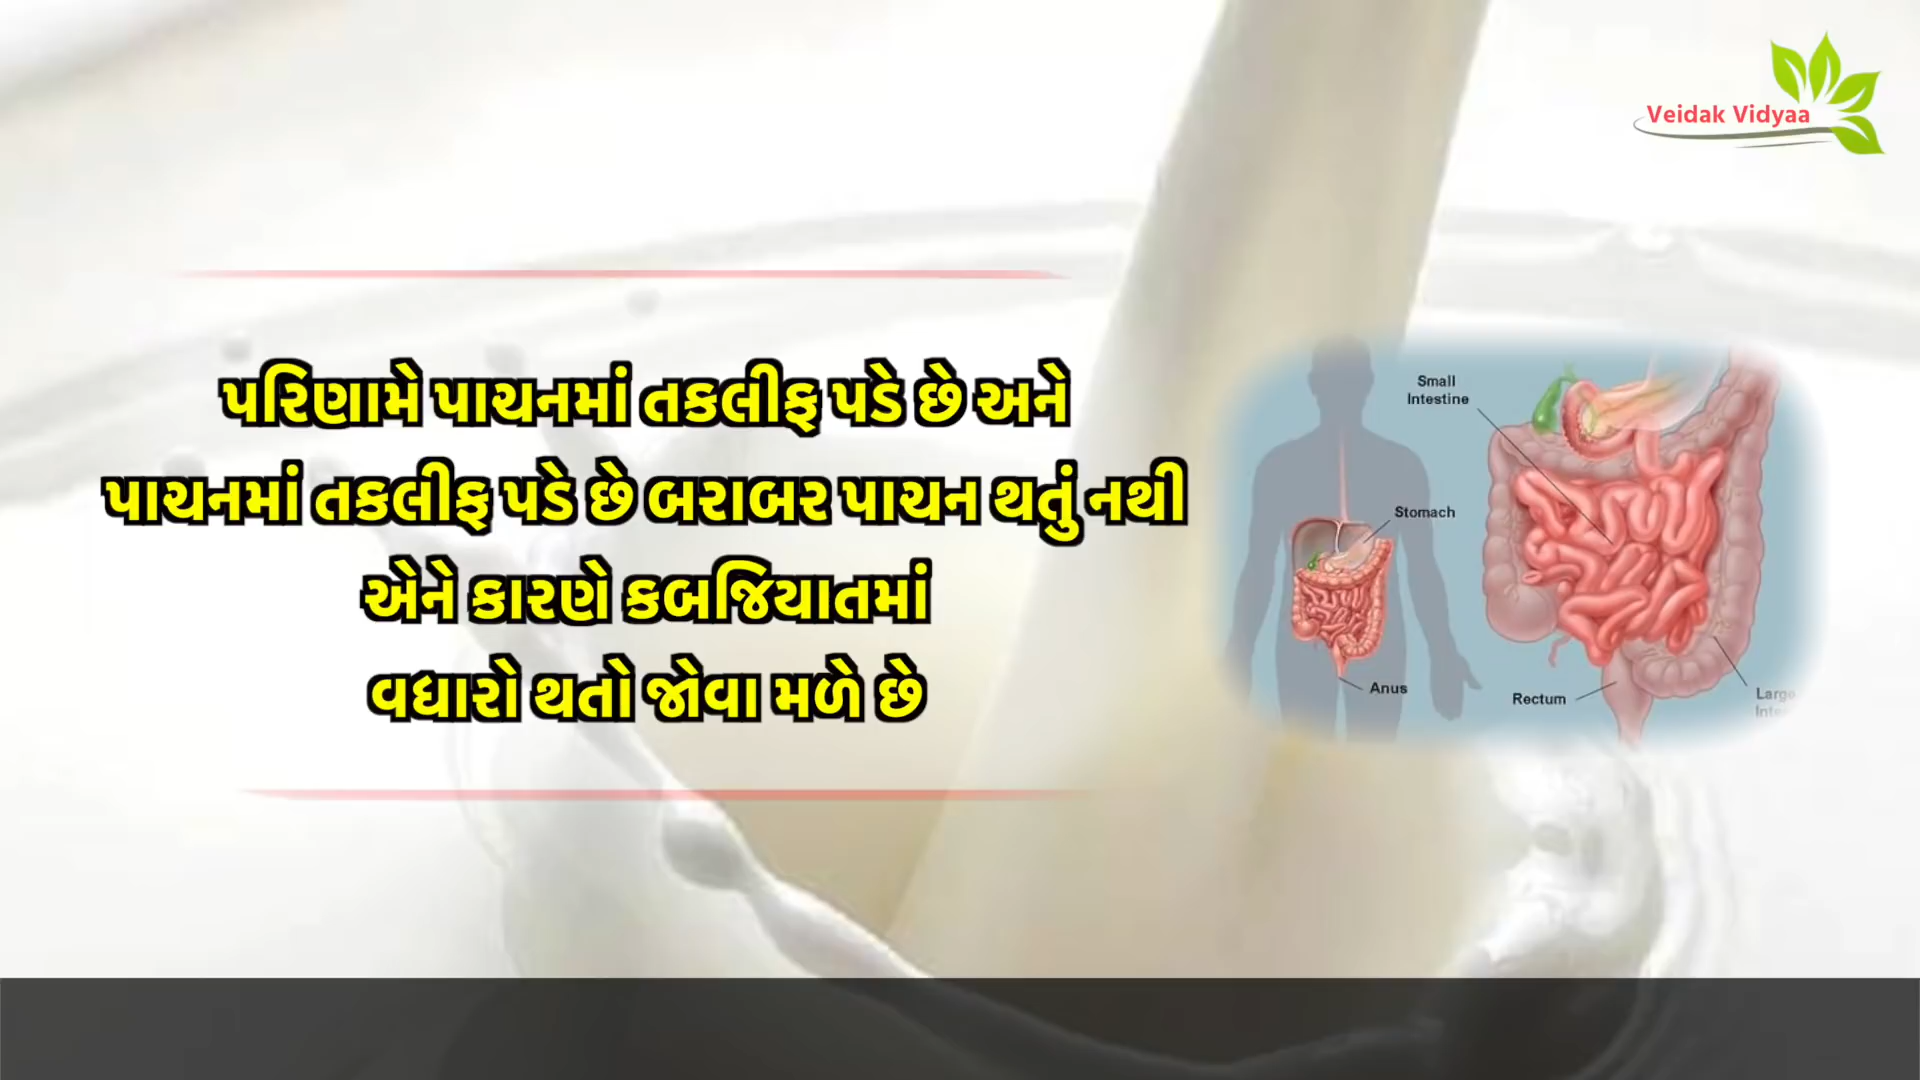 Veidak Vidyaa
પરિણામે પાચનમાં તકલીફ પડે છે અને
પાચનમાં તકલીફ પડે છે બરાબર પાચન થતું નથી
એને કારણે કબજિયાતમાં
વધારો થતો જોવા મળે છે
Small
Intestine
Stomach
Anus
Rectum
Large